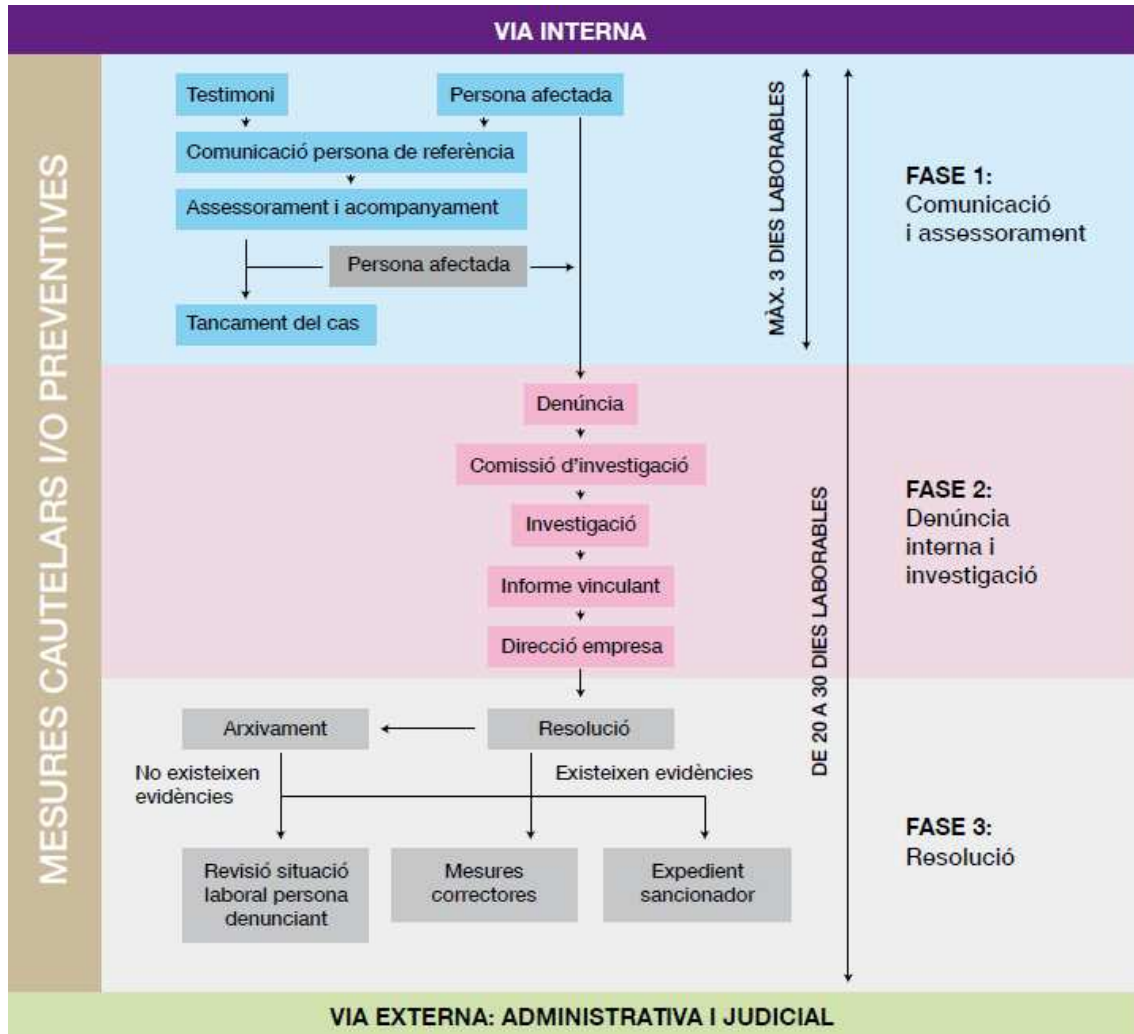 VIA INTERNA
MESURES CAUTELARS I/O PREVENTIVES
Testimoni
Persona afectada
Comunicació persona de referència
Assessorament i acompanyament
Persona afectada
Tancament del cas
MÀX. 3 DIES LABORABLES
FASE 1:
Comunicació
i assessorament
Denúncia
Comissió d'investigació
Investigació
Informe vinculant
Direcció empresa
DE 20 A 30 DIES LABORABLES
FASE 2:
Denúncia
interna i
investigació
Arxivament
Resolució
No existeixen
evidències
Existeixen evidències
Revisió situació
laboral persona
denunciant
Mesures
correctores
Expedient
sancionador
FASE 3:
Resolució
VIA EXTERNA: ADMINISTRATIVA I JUDICIAL